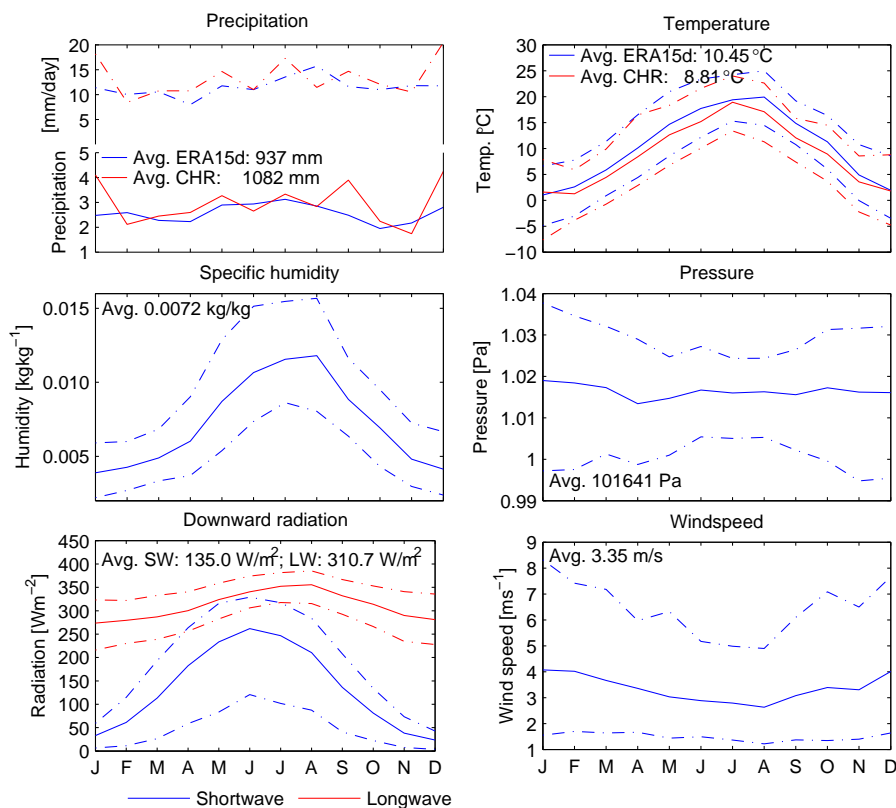 Precipitation
20
15
10
5
[mm/day]
5
4
3
2
1
Precipitation
Avg. ERA15d: 937 mm
Avg. CHR: 1082 mm
Temperature
30
25
20
15
10
5
0
−5
−10
Temp. [°C]
Avg. ERA15d: 10.45 °C
Avg. CHR: 8.81 °C
Specific humidity
0.015
0.010
0.005
Humidity [kgkg⁻¹]
Avg. 0.0072 kg/kg
Pressure
1.04
1.03
1.02
1.01
1
0.99
Pressure [Pa]
Avg. 101641 Pa
Downward radiation
450
400
350
300
250
200
150
100
50
0
Radiation [Wm⁻²]
Avg. SW: 135.0 W/m²; LW: 310.7 W/m²
J F M A M J J A S O N D
Shortwave Longwave
Windspeed
9
8
7
6
5
4
3
2
1
Wind speed [ms⁻¹]
Avg. 3.35 m/s
J F M A M J J A S O N D